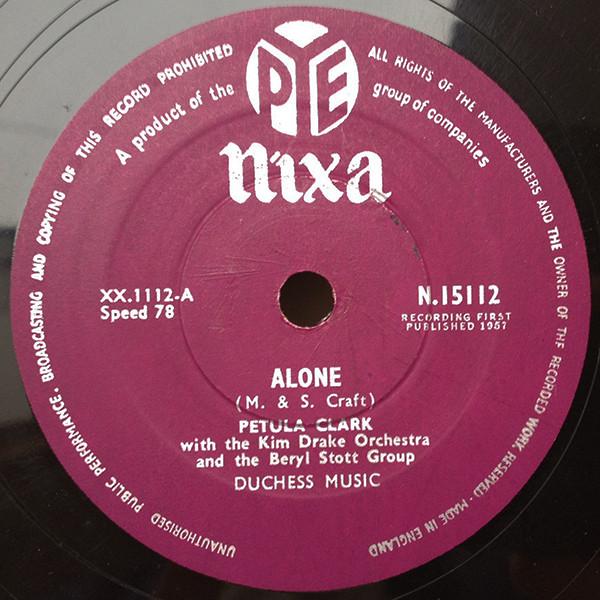 UNAUTHORISED PUBLIC PERFORMANCE, BROADCASTING AND COPYING OF THIS RECORD PROHIBITED
ALL RIGHTS OF THE MANUFACTURERS AND THE OWNER OF THE RECORDED WORK RESERVED - MADE IN ENGLAND
PYE
A product of the group of companies
nixa
XX.1112-A
Speed 78
N.15112
RECORDING FIRST
PUBLISHED 1957
ALONE
(M. & S. Craft)
PETULA CLARK
with the Kim Drake Orchestra
and the Beryl Stott Group
DUCHESS MUSIC